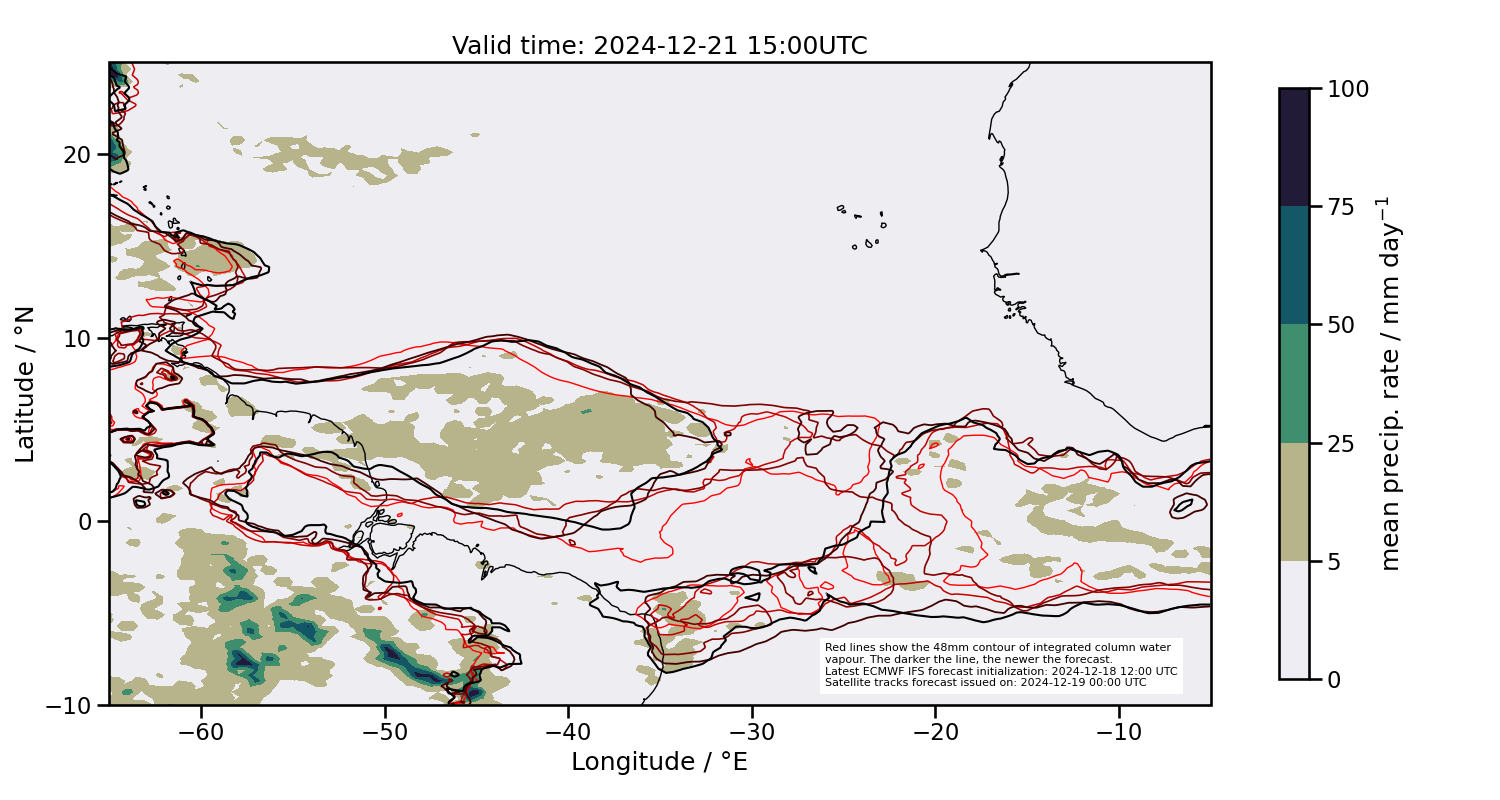 Valid time: 2024-12-21 15:00UTC
Latitude / °N
20
10
0
−10
−60
−50
−40
−30
−20
−10
Longitude / °E
Red lines show the 48mm contour of integrated column water
vapour. The darker the line, the newer the forecast.
Latest ECMWF IFS forecast initialization: 2024-12-18 12:00 UTC
Satellite tracks forecast issued on: 2024-12-19 00:00 UTC
100
75
50
25
5
0
mean precip. rate / mm day⁻¹